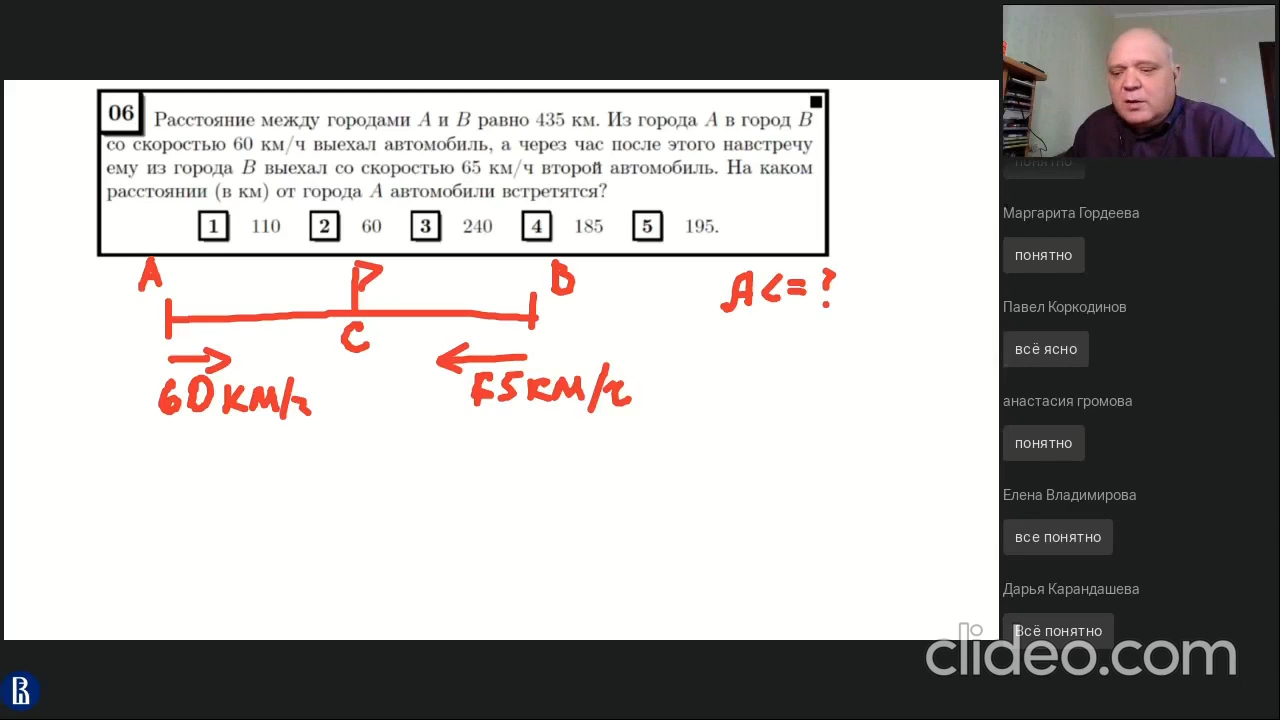 06
Расстояние между городами A и B равно 435 км. Из города A в город B
со скоростью 60 км/ч выехал автомобиль, а через час после этого навстречу
ему из города B выехал со скоростью 65 км/ч второй автомобиль. На каком
расстоянии (в км) от города A автомобили встретятся?
1 110 2 60 3 240 4 185 5 195.
A B AC=?
C
60 км/ч 65 км/ч
понятно
Маргарита Гордеева
понятно
Павел Коркодинов
всё ясно
анастасия громова
понятно
Елена Владимирова
все понятно
Дарья Карандашева
Всё понятно
clideo.com